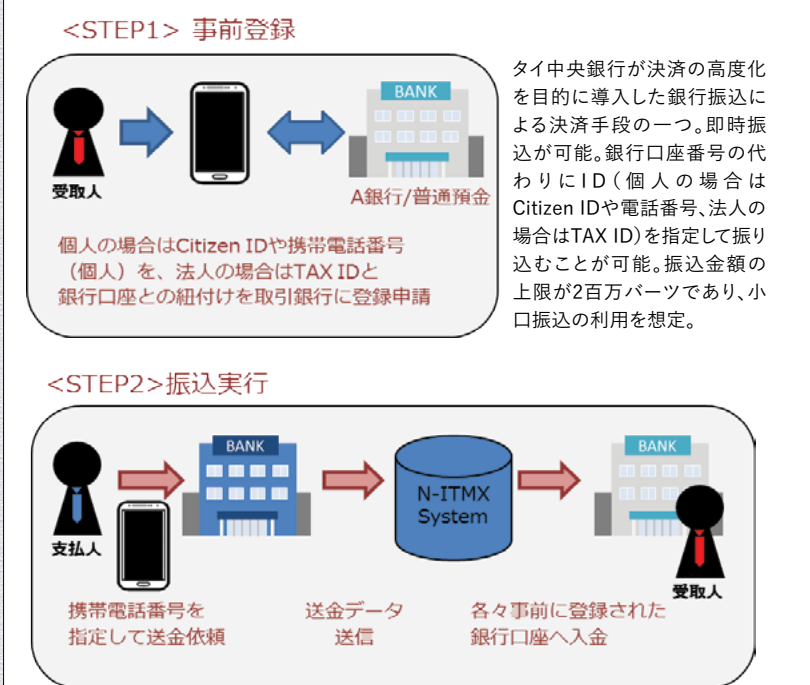 <STEP1> 事前登録
BANK
受取人
A銀行/普通預金
個人の場合はCitizen IDや携帯電話番号
（個人）を、法人の場合はTAX IDと
銀行口座との紐付けを取引銀行に登録申請
タイ中央銀行が決済の高度化
を目的に導入した銀行振込に
よる決済手段の一つ。即時振
込が可能。銀行口座番号の代
わりにID（個人の場合は
Citizen IDや電話番号、法人の
場合はTAX ID）を指定して振り
込むことが可能。振込金額の
上限が2百万バーツであり、小
口振込の利用を想定。
<STEP2>振込実行
BANK
N-ITMX
System
BANK
支払人
受取人
携帯電話番号を
指定して送金依頼
送金データ
送信
各々事前に登録された
銀行口座へ入金